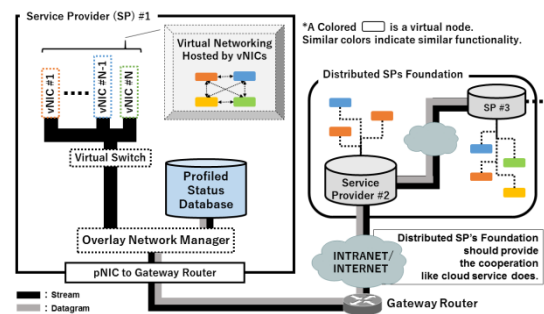 Service Provider (SP) #1
vNIC #1
vNIC #N-1
vNIC #N
Virtual Networking
Hosted by vNICs
Virtual Switch
Profiled
Status
Database
Overlay Network Manager
pNIC to Gateway Router
: Stream
: Datagram
*A Colored is a virtual node.
Similar colors indicate similar functionality.
Distributed SPs Foundation
SP #3
Service
Provider #2
INTRANET/
INTERNET
Distributed SP's Foundation
should provide
the cooperation
like cloud service does.
Gateway Router